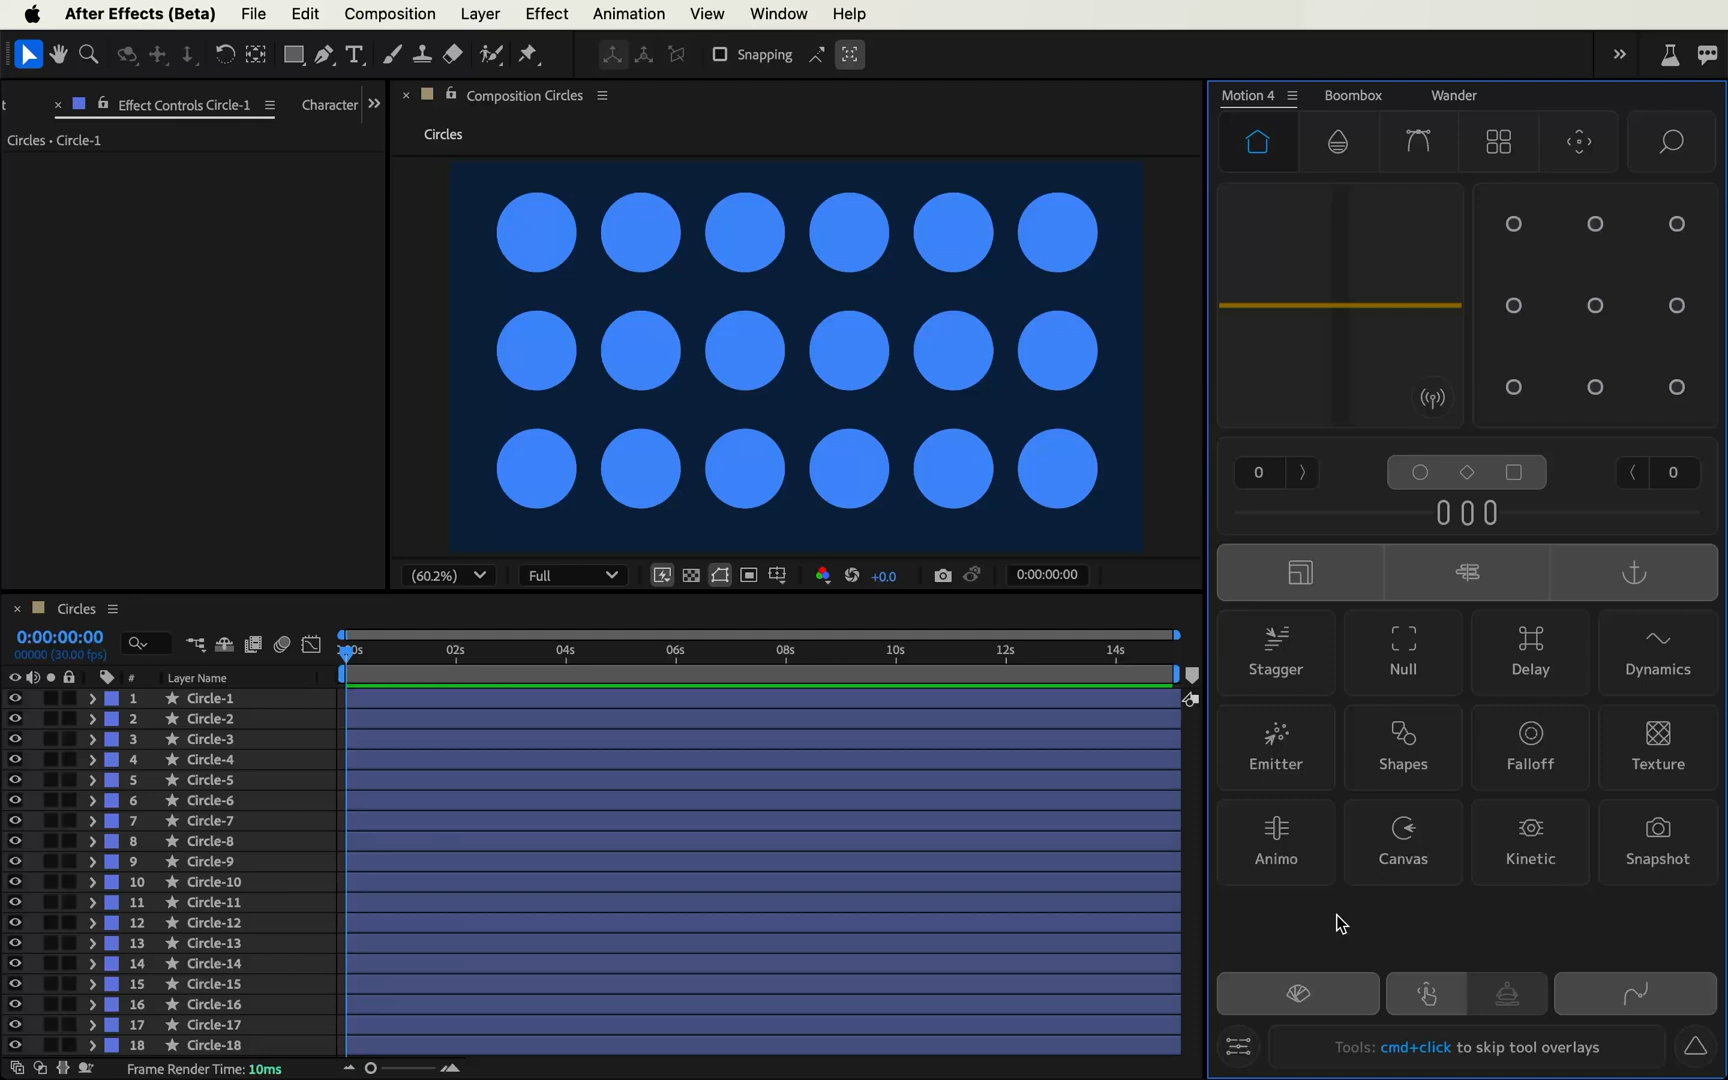 After Effects (Beta) File Edit Composition Layer Effect Animation View Window Help
Snapping
t Effect Controls Circle-1 Character
Circles • Circle-1
Composition Circles
Circles
(60.2%) Full +0.0 0:00:00:00
Motion 4 Boombox Wander
0 0
Stagger Null Delay Dynamics
Emitter Shapes Falloff Texture
Animo Canvas Kinetic Snapshot
Tools: cmd+click to skip tool overlays
Circles
0:00:00:00
00000 (30.00 fps)
02s 04s 06s 08s 10s 12s 14s
# Layer Name
1 Circle-1
2 Circle-2
3 Circle-3
4 Circle-4
5 Circle-5
6 Circle-6
7 Circle-7
8 Circle-8
9 Circle-9
10 Circle-10
11 Circle-11
12 Circle-12
13 Circle-13
14 Circle-14
15 Circle-15
16 Circle-16
17 Circle-17
18 Circle-18
Frame Render Time: 10ms